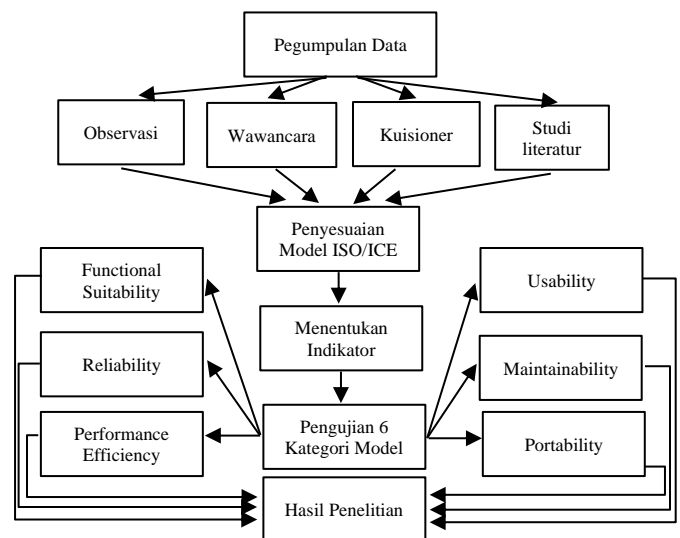 Pegumpulan Data
Observasi
Wawancara
Kuisioner
Studi
literatur
Penyesuaian
Model ISO/ICE
Functional
Suitability
Usability
Menentukan
Indikator
Reliability
Maintainability
Performance
Efficiency
Pengujian 6
Kategori Model
Portability
Hasil Penelitian